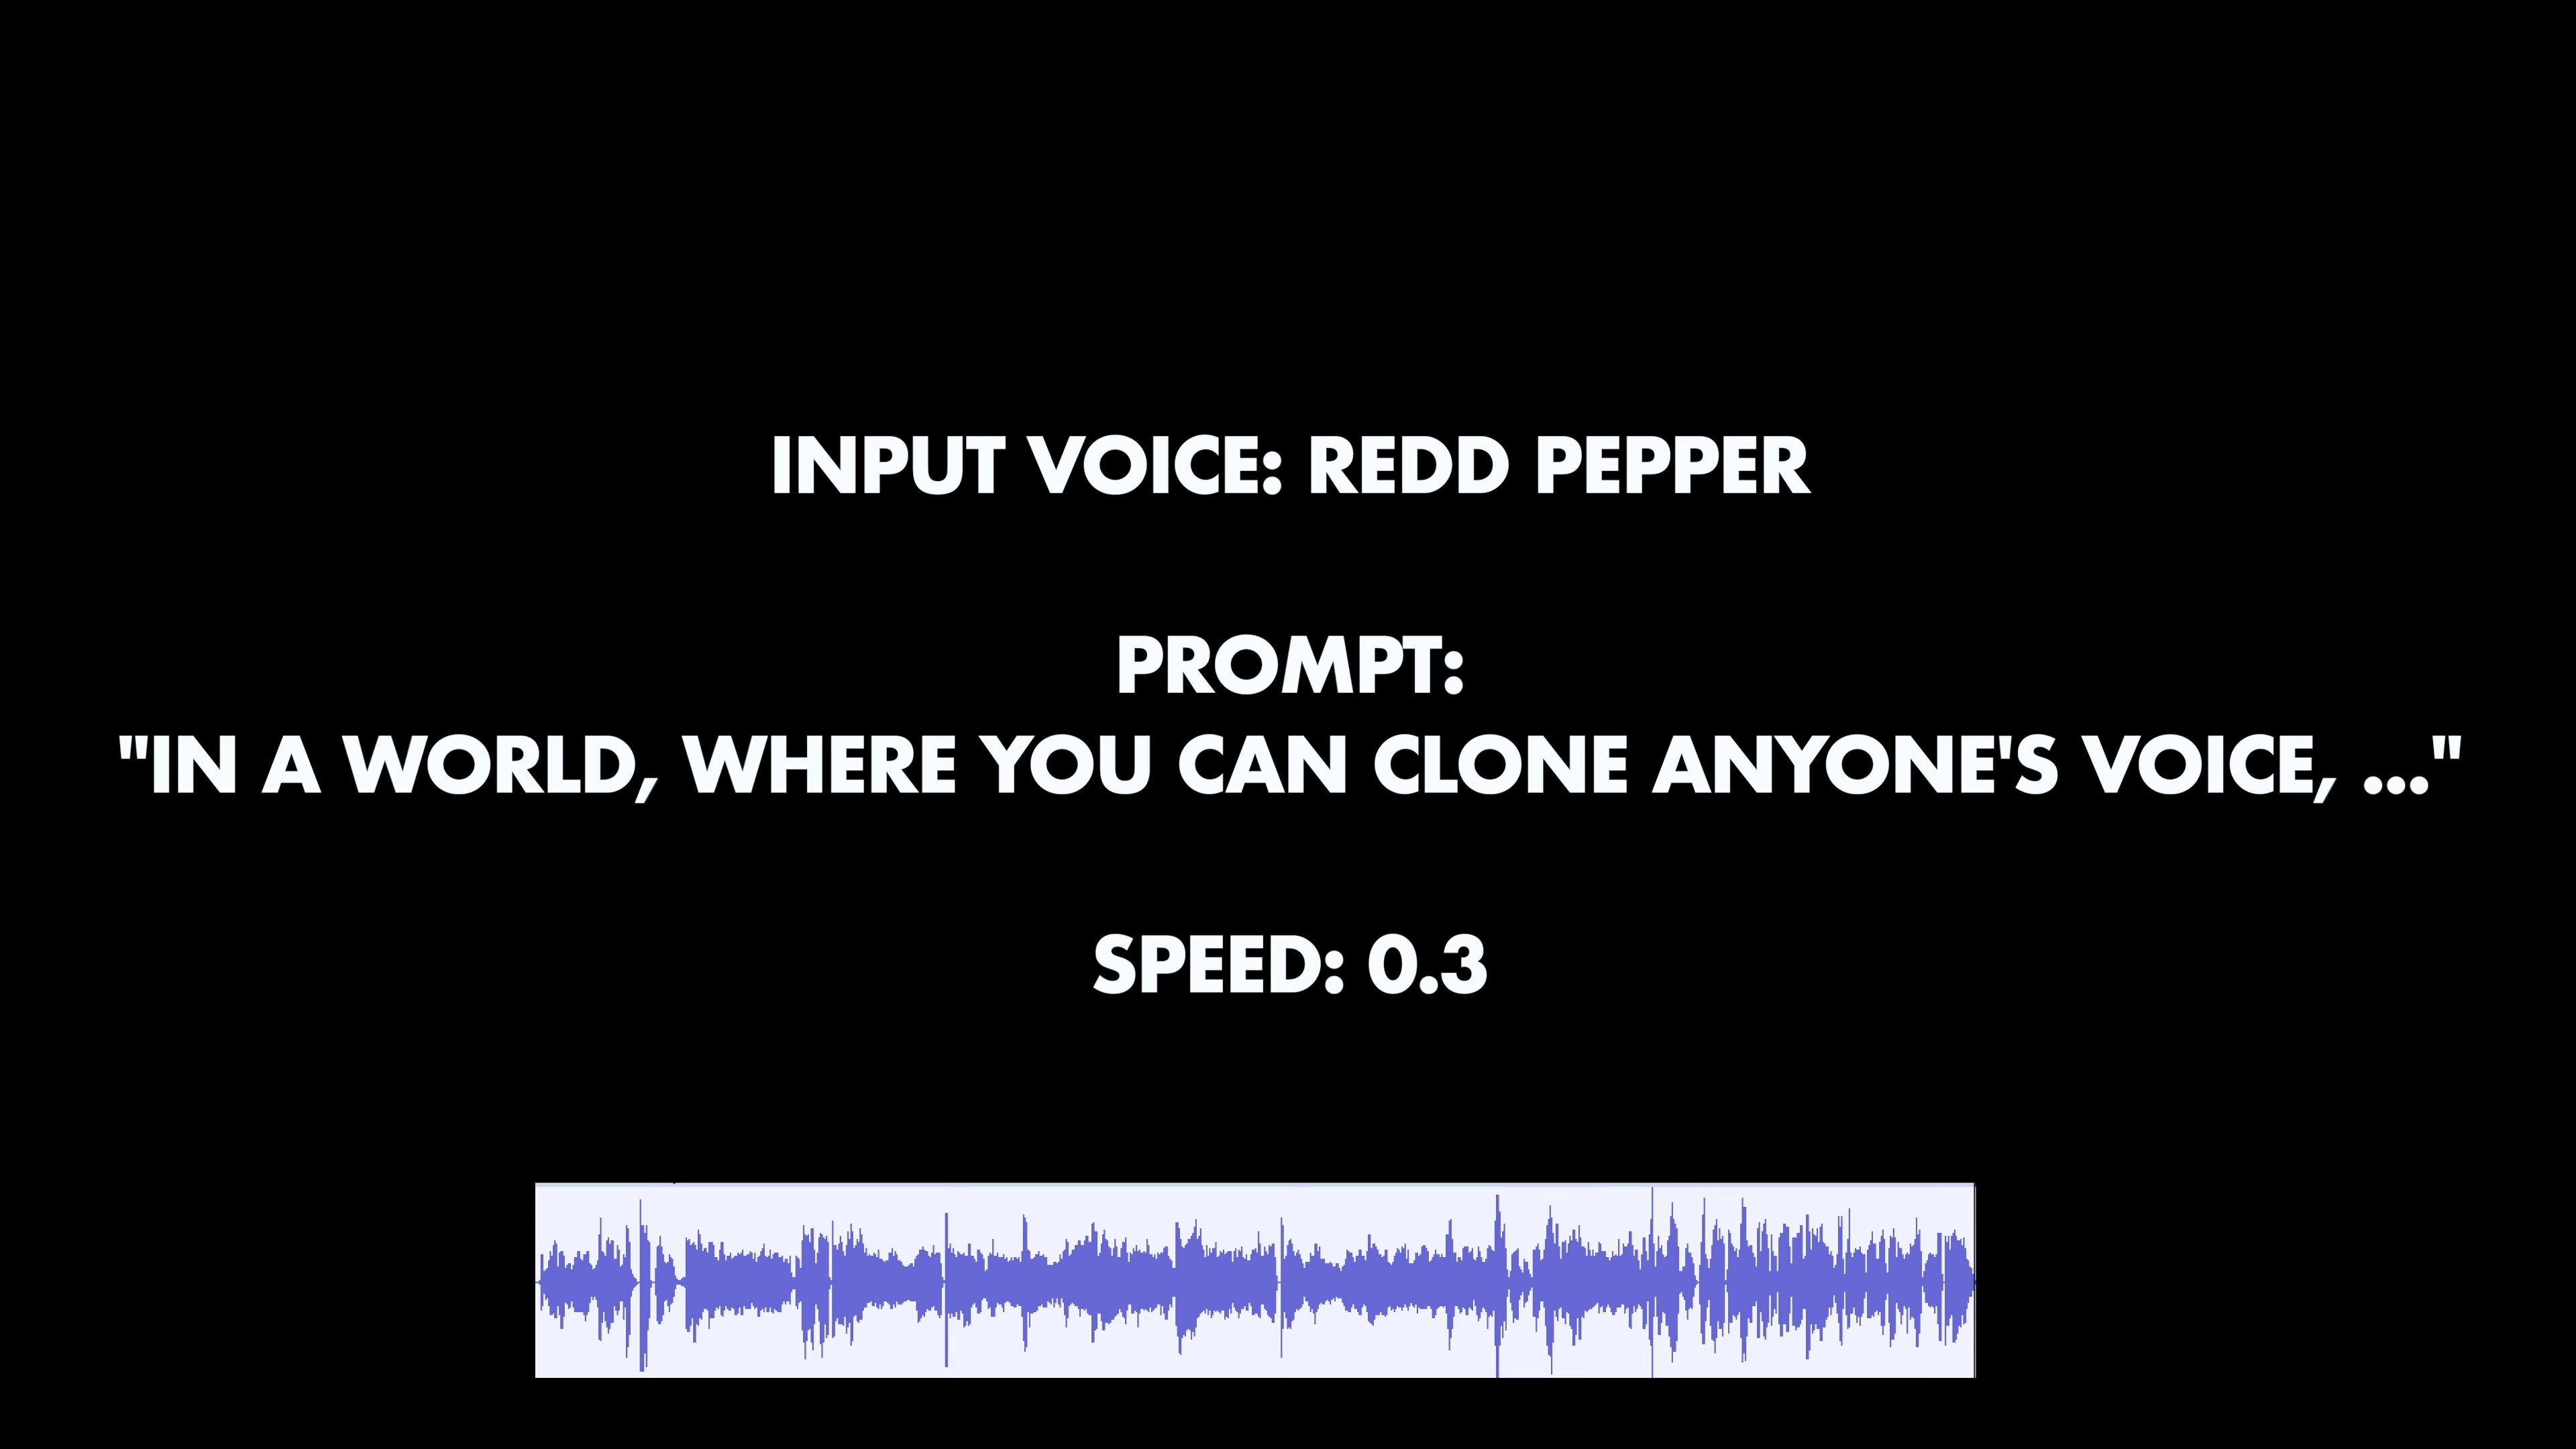 INPUT VOICE: REDD PEPPER
PROMPT:
"IN A WORLD, WHERE YOU CAN CLONE ANYONE'S VOICE, ..."
SPEED: 0.3